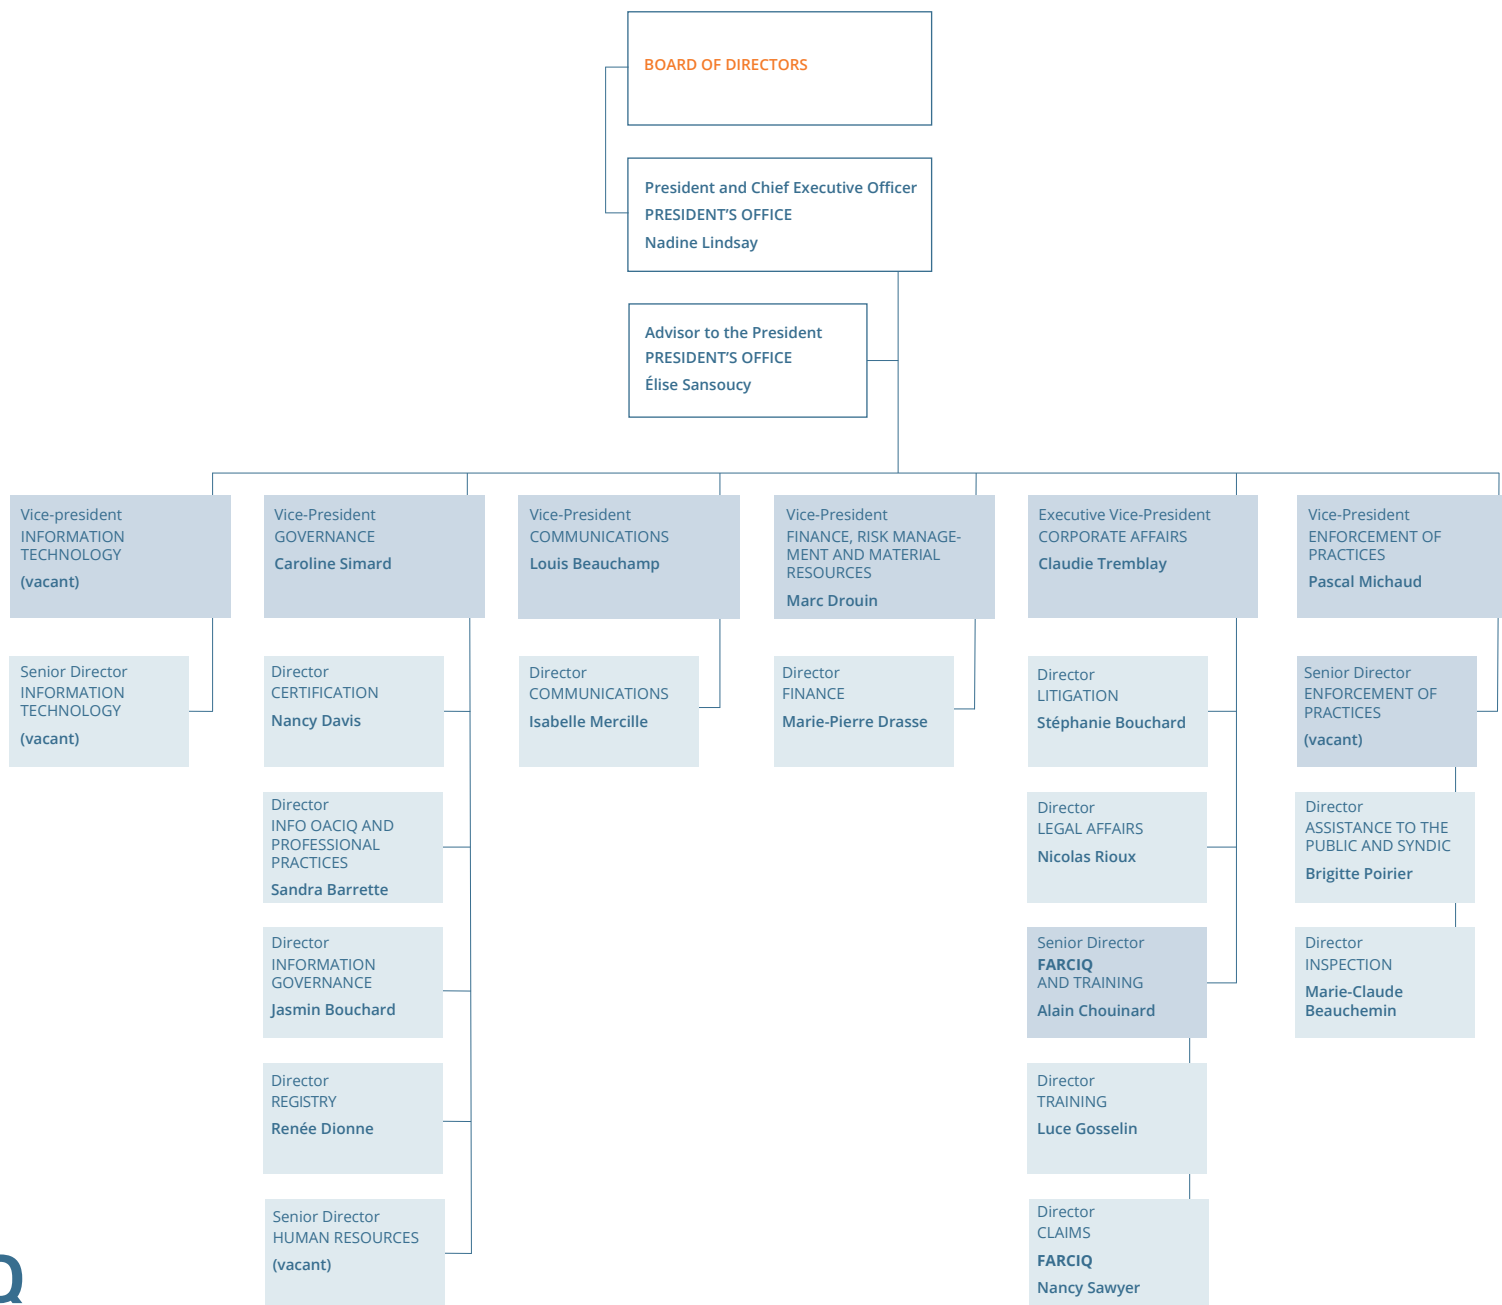 BOARD OF DIRECTORS
President and Chief Executive Officer
PRESIDENT’S OFFICE
Nadine Lindsay
Advisor to the President
PRESIDENT’S OFFICE
Élise Sansoucy
Vice-president
INFORMATION
TECHNOLOGY
(vacant)
Vice-President
GOVERNANCE
Caroline Simard
Vice-President
COMMUNICATIONS
Louis Beauchamp
Vice-President
FINANCE, RISK MANAGE-
MENT AND MATERIAL
RESOURCES
Marc Drouin
Executive Vice-President
CORPORATE AFFAIRS
Claudie Tremblay
Vice-President
ENFORCEMENT OF
PRACTICES
Pascal Michaud
Senior Director
INFORMATION
TECHNOLOGY
(vacant)
Director
CERTIFICATION
Nancy Davis
Director
COMMUNICATIONS
Isabelle Mercille
Director
FINANCE
Marie-Pierre Drasse
Director
LITIGATION
Stéphanie Bouchard
Senior Director
ENFORCEMENT OF
PRACTICES
(vacant)
Director
INFO OACIQ AND
PROFESSIONAL
PRACTICES
Sandra Barrette
Director
LEGAL AFFAIRS
Nicolas Rioux
Director
ASSISTANCE TO THE
PUBLIC AND SYNDIC
Brigitte Poirier
Director
INFORMATION
GOVERNANCE
Jasmin Bouchard
Senior Director
FARCIQ
AND TRAINING
Alain Chouinard
Director
INSPECTION
Marie-Claude
Beauchemin
Director
REGISTRY
Renée Dionne
Director
TRAINING
Luce Gosselin
Senior Director
HUMAN RESOURCES
(vacant)
Director
CLAIMS
FARCIQ
Nancy Sawyer